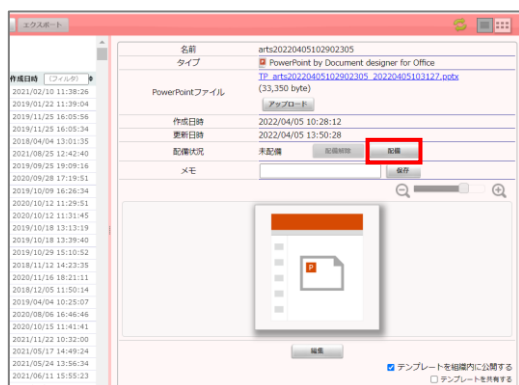 エクスポート
名前 arts20220405102902305
タイプ PowerPoint by Document designer for Office
PowerPointファイル TP_arts20220405102902305_20220405103127.potx
(33,350 byte)
アップロード
作成日時 2022/04/05 10:28:12
更新日時 2022/04/05 13:50:28
配備状況 未配備 配備解除 配備
メモ 保存
編集
テンプレートを組織内に公開する
テンプレートを共有する
作成日時 (フィルタ)
2021/02/10 11:38:26
2019/01/22 11:39:04
2019/11/25 16:05:56
2019/11/25 16:05:34
2018/04/04 13:01:35
2021/08/25 12:42:40
2019/09/25 19:09:16
2020/09/28 17:19:51
2019/10/09 16:26:34
2020/10/12 11:29:51
2020/10/12 11:31:45
2019/10/18 13:13:19
2019/10/18 13:39:40
2019/10/29 15:10:52
2018/11/12 14:23:35
2020/11/16 18:21:11
2018/12/05 11:50:14
2019/04/04 10:25:07
2020/08/06 16:46:46
2020/10/15 11:41:41
2021/11/22 10:32:00
2021/05/17 14:49:24
2021/05/24 13:56:34
2021/06/11 15:55:23